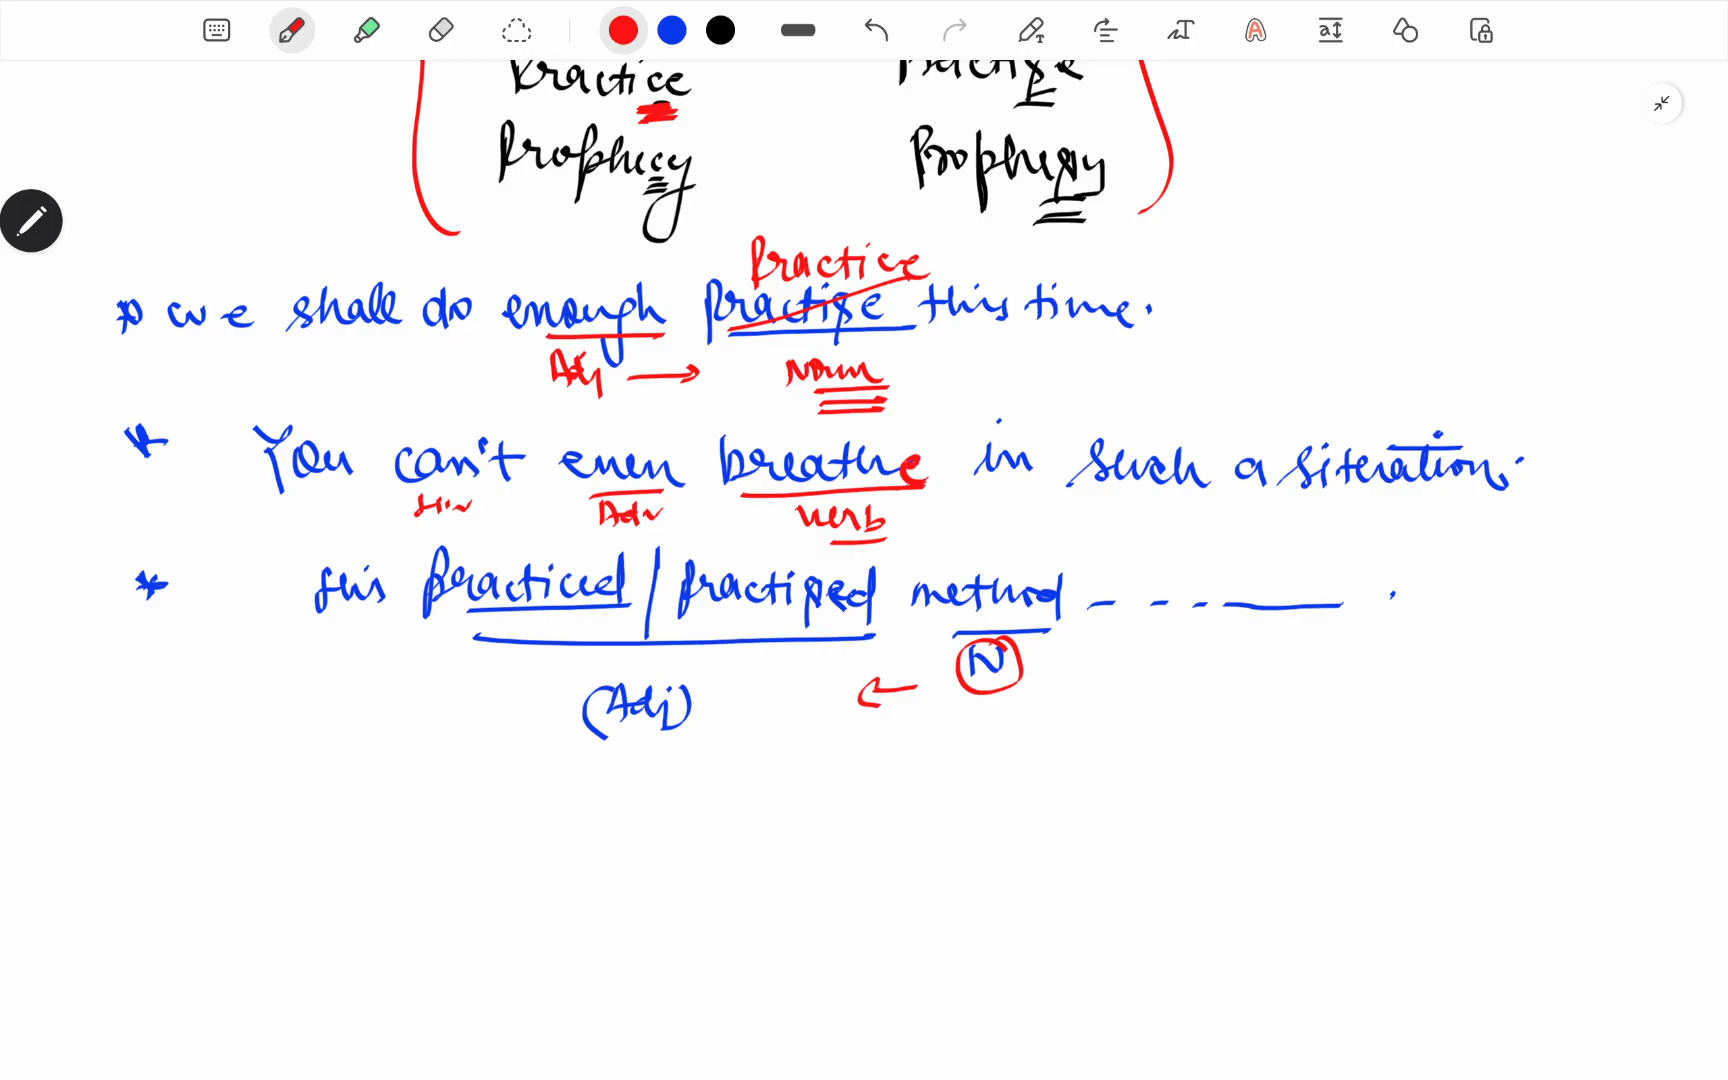 Practice Practise
Prophecy Prophesy
Practice
* we shall do enough practise this time.
Adj → Noun
* You can't even breathe in such a situation.
H.V Adv Verb
* This practiced / practised method - - - —— .
N
(Adj) ←